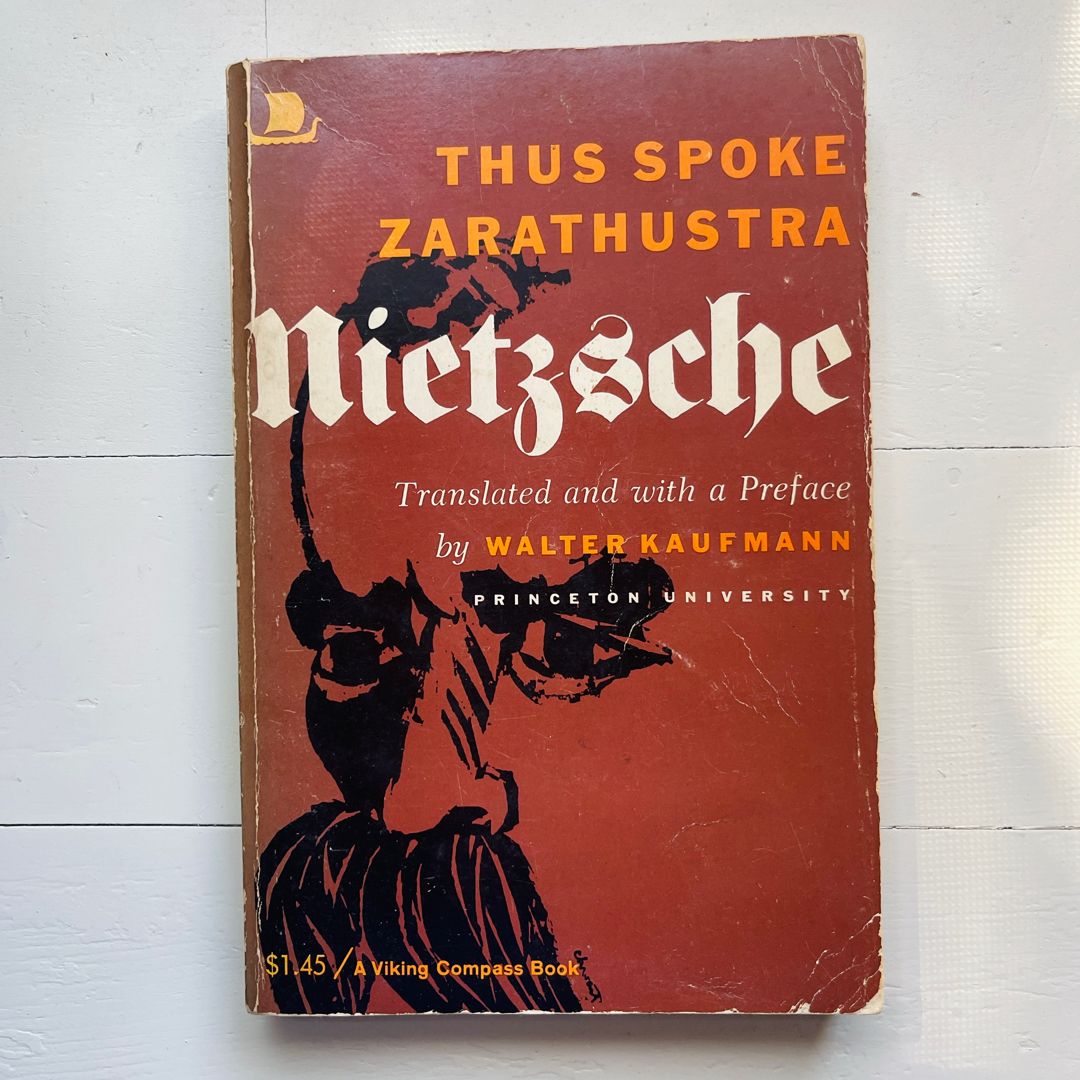 THUS SPOKE
ZARATHUSTRA
Nietzsche
Translated and with a Preface
by WALTER KAUFMANN
PRINCETON UNIVERSITY
$1.45 / A Viking Compass Book